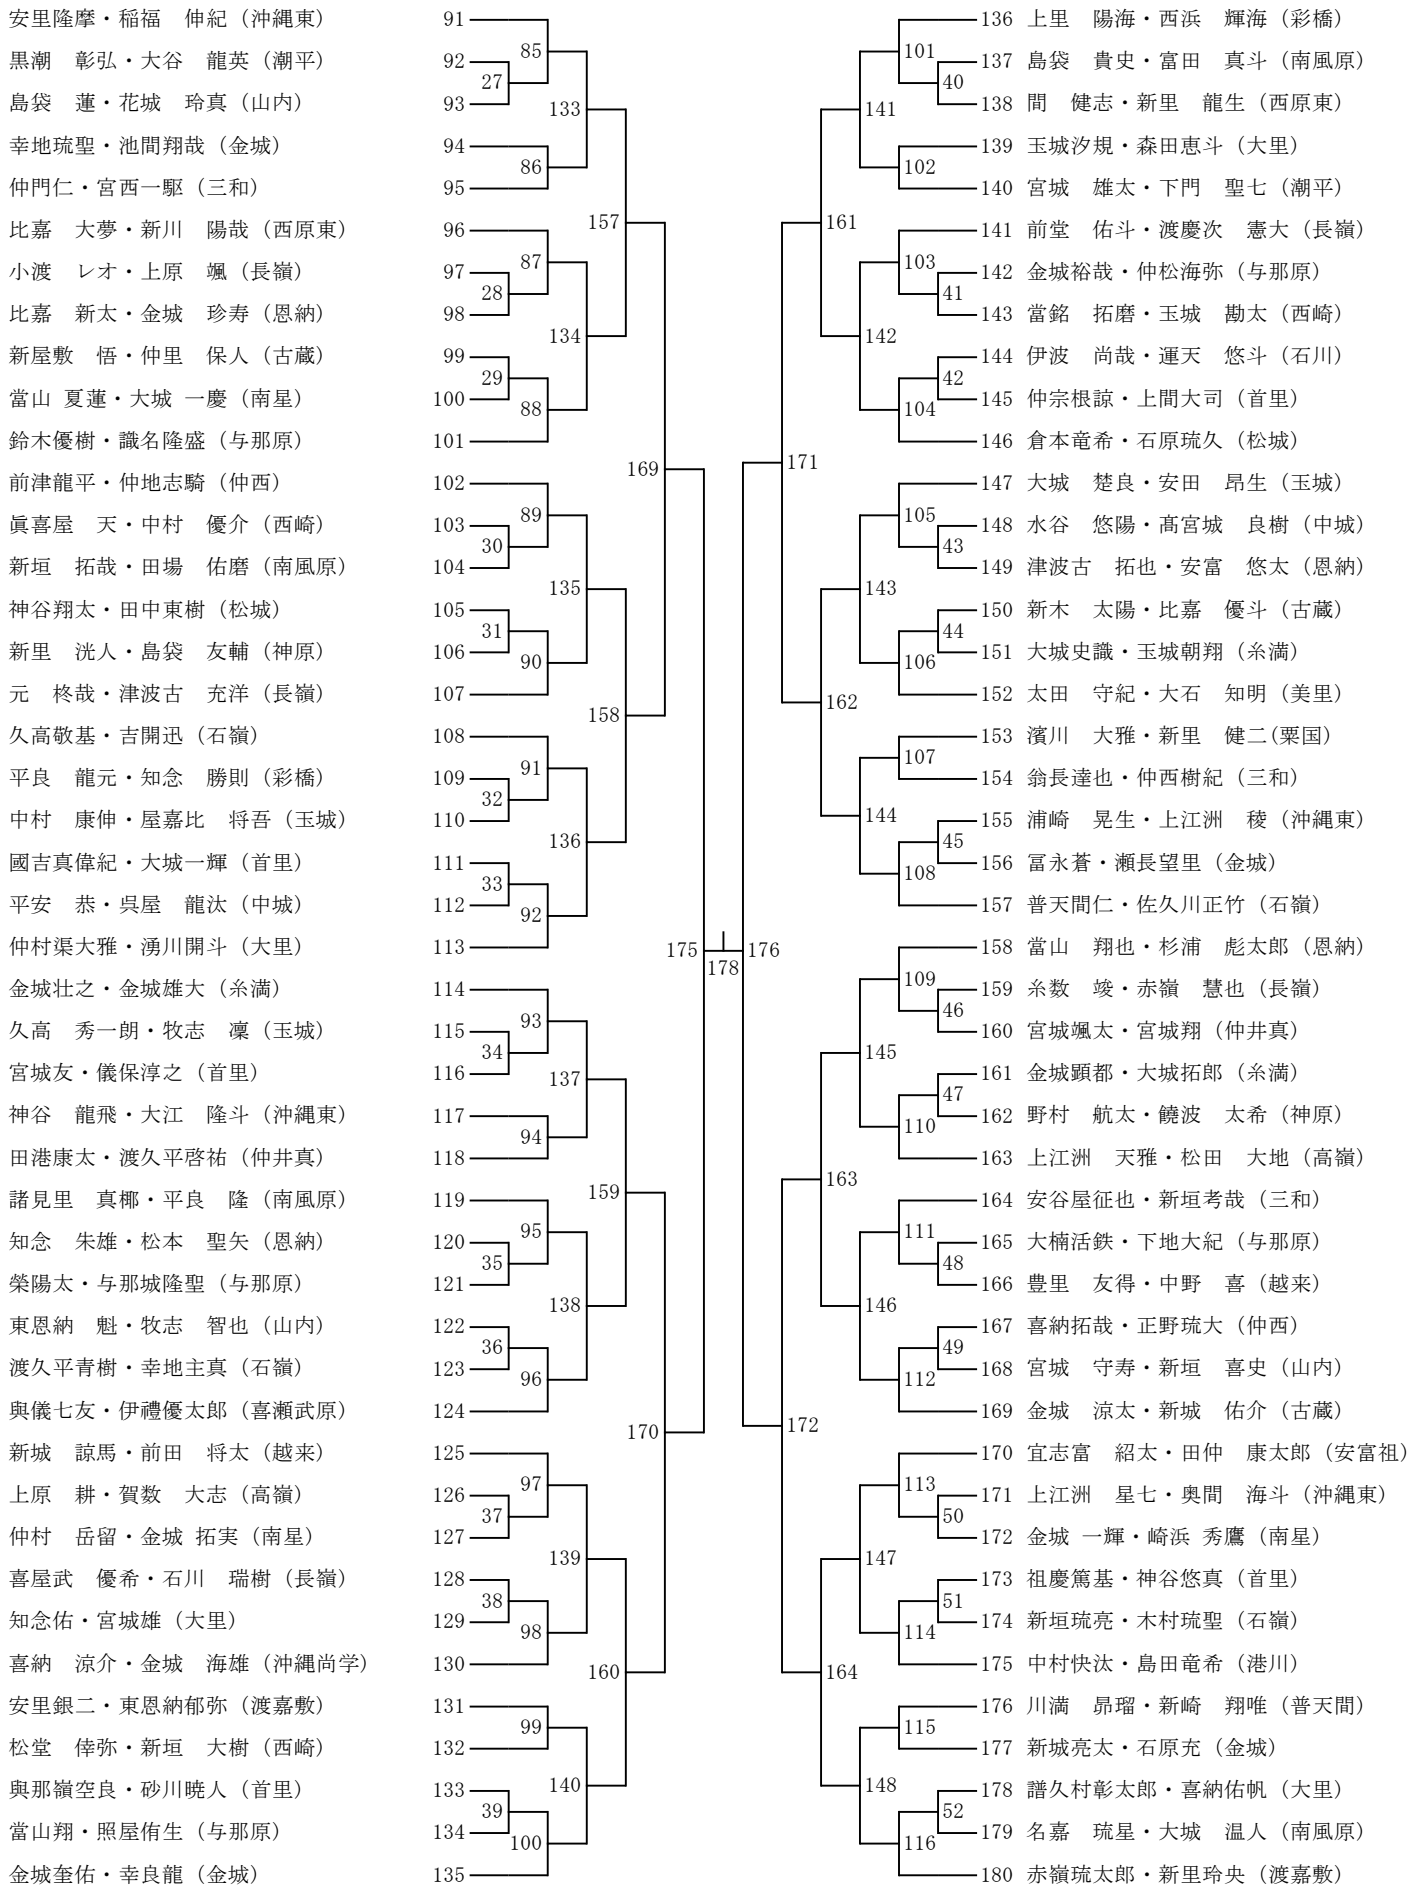 安里隆摩・稲福　伸紀（沖縄東） 91
黒潮　彰弘・大谷　龍英（潮平） 92
島袋　蓮・花城　玲真（山内） 93
幸地琉聖・池間翔哉（金城） 94
仲門仁・宮西一駆（三和） 95
比嘉　大夢・新川　陽哉（西原東） 96
小渡　レオ・上原　颯（長嶺） 97
比嘉　新太・金城　珍寿（恩納） 98
新屋敷　悟・仲里　保人（古蔵） 99
當山 夏蓮・大城 一慶（南星） 100
鈴木優樹・識名隆盛（与那原） 101
前津龍平・仲地志騎（仲西） 102
眞喜屋　天・中村　優介（西崎） 103
新垣　拓哉・田場　佑磨（南風原） 104
神谷翔太・田中東樹（松城） 105
新里　洸人・島袋　友輔（神原） 106
元　柊哉・津波古　充洋（長嶺） 107
久高敬基・吉開迅（石嶺） 108
平良　龍元・知念　勝則（彩橋） 109
中村　康伸・屋嘉比　将吾（玉城） 110
國吉真偉紀・大城一輝（首里） 111
平安　恭・呉屋　龍汰（中城） 112
仲村渠大雅・湧川開斗（大里） 113
金城壮之・金城雄大（糸満） 114
久高　秀一朗・牧志　凜（玉城） 115
宮城友・儀保淳之（首里） 116
神谷　龍飛・大江　隆斗（沖縄東） 117
田港康太・渡久平啓祐（仲井真） 118
諸見里　真梛・平良　隆（南風原） 119
知念　朱雄・松本　聖矢（恩納） 120
榮陽太・与那城隆聖（与那原） 121
東恩納　魁・牧志　智也（山内） 122
渡久平青樹・幸地主真（石嶺） 123
與儀七友・伊禮優太郎（喜瀬武原） 124
新城　諒馬・前田　将太（越来） 125
上原　耕・賀数　大志（高嶺） 126
仲村　岳留・金城 拓実（南星） 127
喜屋武　優希・石川　瑞樹（長嶺） 128
知念佑・宮城雄（大里） 129
喜納　涼介・金城　海雄（沖縄尚学） 130
安里銀二・東恩納郁弥（渡嘉敷） 131
松堂　倖弥・新垣　大樹（西崎） 132
與那嶺空良・砂川暁人（首里） 133
當山翔・照屋侑生（与那原） 134
金城奎佑・幸良龍（金城） 135
27
28
29
30
31
32
33
34
35
36
37
38
39
85
86
87
88
89
90
91
92
93
94
95
96
97
98
99
100
133
134
135
136
137
138
139
140
157
158
159
160
169
170
175
178
176
171
172
161
162
163
164
141
142
143
144
145
146
147
148
101
102
103
104
105
106
107
108
109
110
111
112
113
114
115
116
40
41
42
43
44
45
46
47
48
49
50
51
52
136 上里　陽海・西浜　輝海（彩橋）
137 島袋　貴史・富田　真斗（南風原）
138 間　健志・新里　龍生（西原東）
139 玉城汐規・森田恵斗（大里）
140 宮城　雄太・下門　聖七（潮平）
141 前堂　佑斗・渡慶次　憲大（長嶺）
142 金城裕哉・仲松海弥（与那原）
143 當銘　拓磨・玉城　勘太（西崎）
144 伊波　尚哉・運天　悠斗（石川）
145 仲宗根諒・上間大司（首里）
146 倉本竜希・石原琉久（松城）
147 大城　楚良・安田　昂生（玉城）
148 水谷　悠陽・髙宮城　良樹（中城）
149 津波古　拓也・安富　悠太（恩納）
150 新木　太陽・比嘉　優斗（古蔵）
151 大城史識・玉城朝翔（糸満）
152 太田　守紀・大石　知明（美里）
153 濱川　大雅・新里　健二(粟国）
154 翁長達也・仲西樹紀（三和）
155 浦崎　晃生・上江洲　稜（沖縄東）
156 冨永蒼・瀬長望里（金城）
157 普天間仁・佐久川正竹（石嶺）
158 當山　翔也・杉浦　彪太郎（恩納）
159 糸数　竣・赤嶺　慧也（長嶺）
160 宮城颯太・宮城翔（仲井真）
161 金城顕都・大城拓郎（糸満）
162 野村　航太・饒波　太希（神原）
163 上江洲　天雅・松田　大地（高嶺）
164 安谷屋征也・新垣考哉（三和）
165 大楠活鉄・下地大紀（与那原）
166 豊里　友得・中野　喜（越来）
167 喜納拓哉・正野琉大（仲西）
168 宮城　守寿・新垣　喜史（山内）
169 金城　涼太・新城　佑介（古蔵）
170 宜志富　紹太・田仲　康太郎（安富祖）
171 上江洲　星七・奥間　海斗（沖縄東）
172 金城 一輝・崎浜 秀鷹（南星）
173 祖慶篤基・神谷悠真（首里）
174 新垣琉亮・木村琉聖（石嶺）
175 中村快汰・島田竜希（港川）
176 川満　昴瑠・新崎　翔唯（普天間）
177 新城亮太・石原充（金城）
178 譜久村彰太郎・喜納佑帆（大里）
179 名嘉　琉星・大城　温人（南風原）
180 赤嶺琉太郎・新里玲央（渡嘉敷）